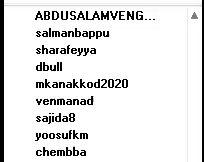 ABDUSALAMVENG...
salmanbappu
sharafeyya
dbull
mkanakkod2020
venmanad
sajida8
yoosufkm
chembba